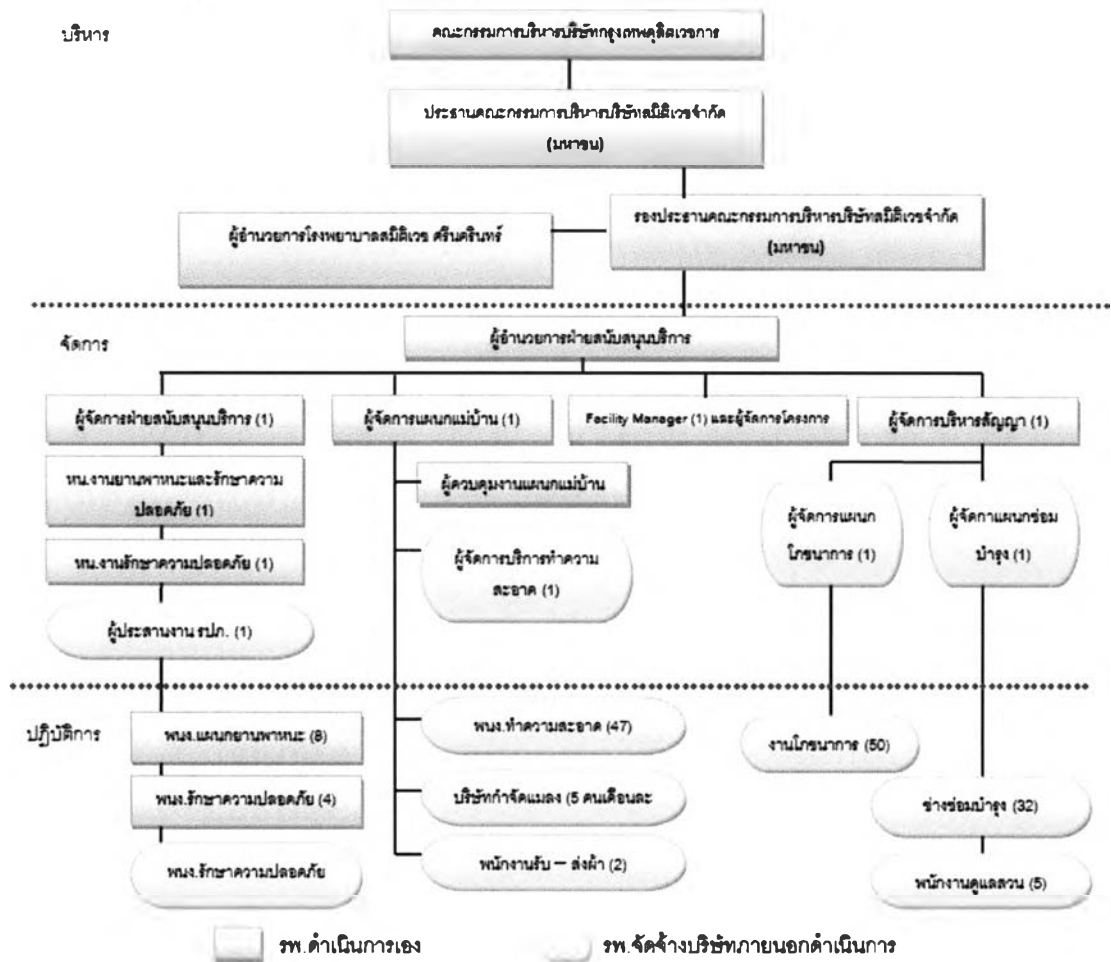 บริหาร
คณะกรรมการบริหารบริษัทกรุงเทพดุสิตเวชการ
ประธานคณะกรรมการบริหารบริษัทสมิติเวชจำกัด
(มหาชน)
ผู้อำนวยการโรงพยาบาลสมิติเวช ศรีนครินทร์
รองประธานคณะกรรมการบริหารบริษัทสมิติเวชจำกัด
(มหาชน)
จัดการ
ผู้อำนวยการฝ่ายสนับสนุนบริการ
ผู้จัดการฝ่ายสนับสนุนบริการ (1)
ผู้จัดการแผนกแม่บ้าน (1)
Facility Manager (1) และผู้จัดการโครงการ
ผู้จัดการบริหารสัญญา (1)
หน.งานยานพาหนะและรักษาความ
ปลอดภัย (1)
หน.งานรักษาความปลอดภัย (1)
ผู้ประสานงาน รปภ. (1)
ผู้ควบคุมงานแผนกแม่บ้าน
ผู้จัดการบริการทำความ
สะอาด (1)
ผู้จัดการแผนก
โภชนาการ (1)
ผู้จัดกาแผนกซ่อม
บำรุง (1)
ปฏิบัติการ
พนง.แผนกยานพาหนะ (8)
พนง.รักษาความปลอดภัย (4)
พนง.รักษาความปลอดภัย
พนง.ทำความสะอาด (47)
บริษัทกำจัดแมลง (5 คนเดือนละ
พนักงานรับ – ส่งผ้า (2)
งานโภชนาการ (50)
ช่างซ่อมบำรุง (32)
พนักงานดูแลสวน (5)
รพ.ดำเนินการเอง
รพ.จัดจ้างบริษัทภายนอกดำเนินการ